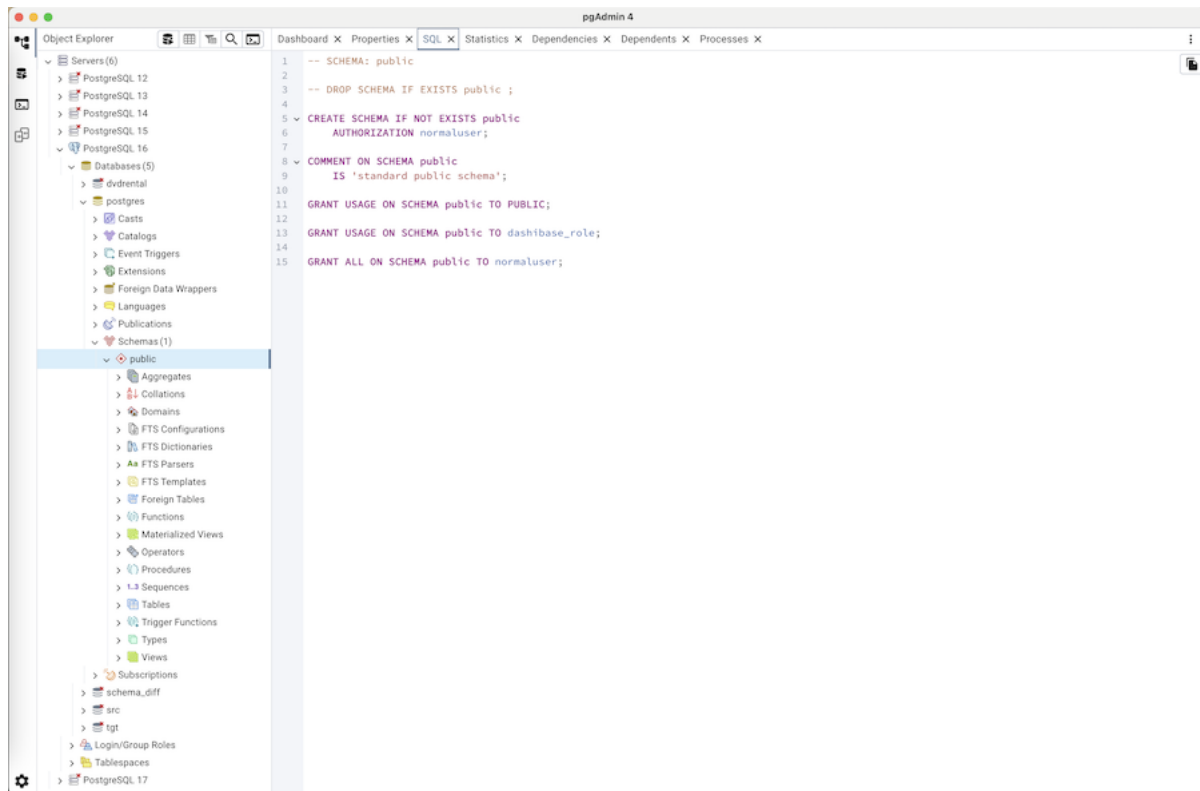 pgAdmin 4
Object Explorer
Dashboard Properties SQL Statistics Dependencies Dependents Processes
Servers (6)
PostgreSQL 12
PostgreSQL 13
PostgreSQL 14
PostgreSQL 15
PostgreSQL 16
Databases (5)
dvdrental
postgres
Casts
Catalogs
Event Triggers
Extensions
Foreign Data Wrappers
Languages
Publications
Schemas (1)
public
Aggregates
Collations
Domains
FTS Configurations
FTS Dictionaries
Aa FTS Parsers
FTS Templates
Foreign Tables
Functions
Materialized Views
Operators
Procedures
1..3 Sequences
Tables
Trigger Functions
Types
Views
Subscriptions
schema_diff
src
tgt
Login/Group Roles
Tablespaces
PostgreSQL 17
1 -- SCHEMA: public
2
3 -- DROP SCHEMA IF EXISTS public ;
4
5 CREATE SCHEMA IF NOT EXISTS public
6 AUTHORIZATION normaluser;
7
8 COMMENT ON SCHEMA public
9 IS 'standard public schema';
10
11 GRANT USAGE ON SCHEMA public TO PUBLIC;
12
13 GRANT USAGE ON SCHEMA public TO dashibase_role;
14
15 GRANT ALL ON SCHEMA public TO normaluser;